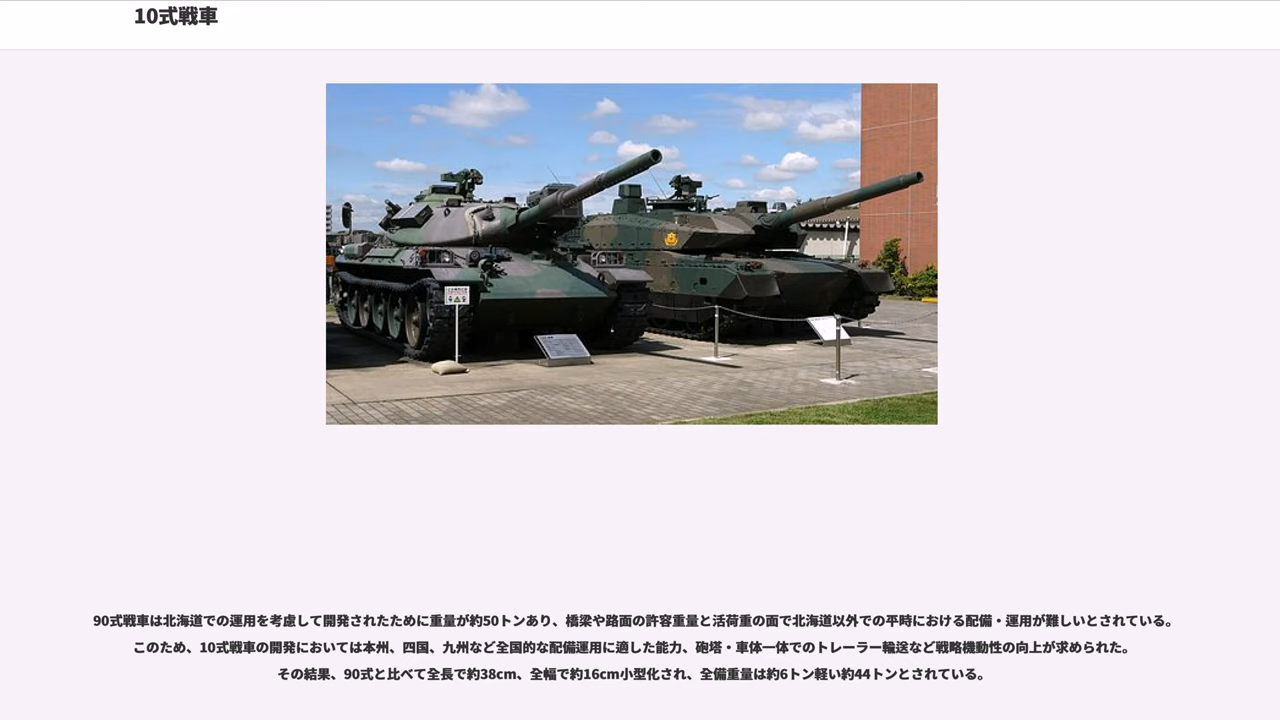 10式戦車
90式戦車は北海道での運用を考慮して開発されたために重量が約50トンあり、橋梁や路面の許容重量と活荷重の面で北海道以外での平時における配備・運用が難しいとされている。
このため、10式戦車の開発においては本州、四国、九州など全国的な配備運用に適した能力、砲塔・車体一体でのトレーラー輸送など戦略機動性の向上が求められた。
その結果、90式と比べて全長で約38cm、全幅で約16cm小型化され、全備重量は約6トン軽い約44トンとされている。